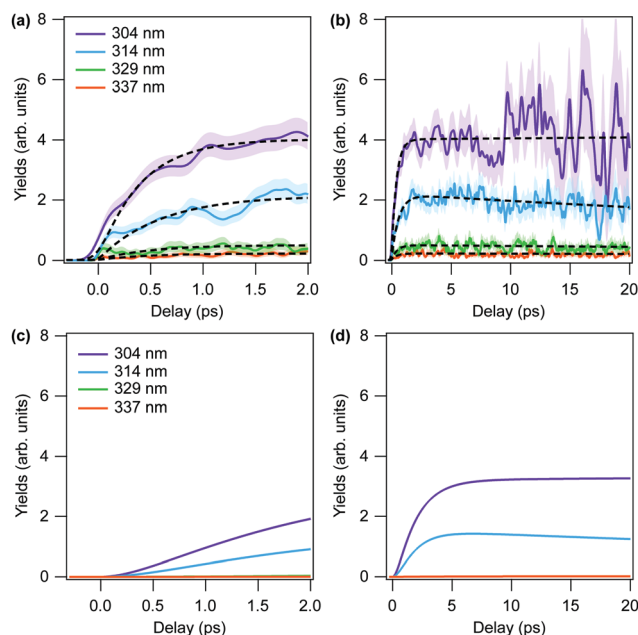 (a)
304 nm
314 nm
329 nm
337 nm
Yields (arb. units)
8
6
4
2
0
0.0 0.5 1.0 1.5 2.0
Delay (ps)
(b)
Yields (arb. units)
8
6
4
2
0
0 5 10 15 20
Delay (ps)
(c)
304 nm
314 nm
329 nm
337 nm
Yields (arb. units)
8
6
4
2
0
0.0 0.5 1.0 1.5 2.0
Delay (ps)
(d)
Yields (arb. units)
8
6
4
2
0
0 5 10 15 20
Delay (ps)